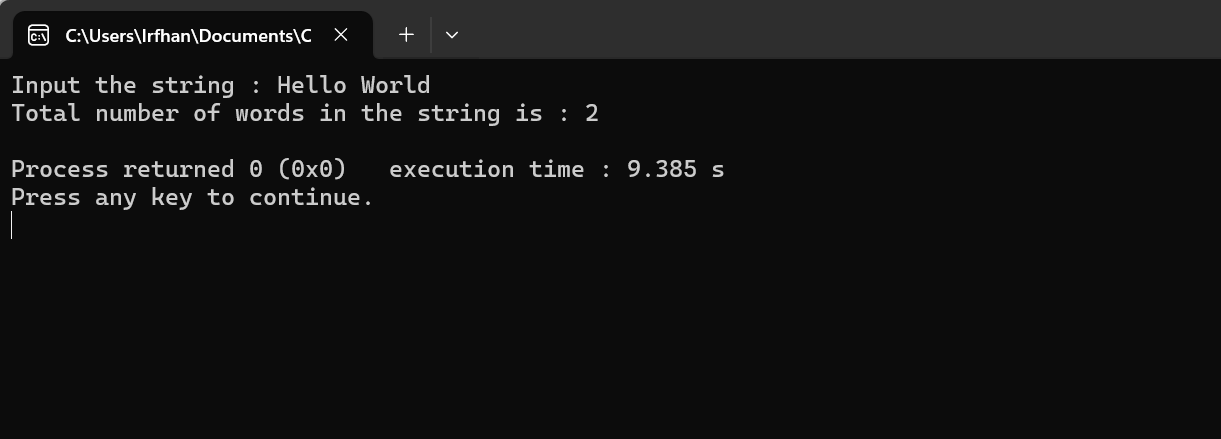 C:\Users\Irfhan\Documents\C
Input the string : Hello World
Total number of words in the string is : 2
Process returned 0 (0x0)   execution time : 9.385 s
Press any key to continue.